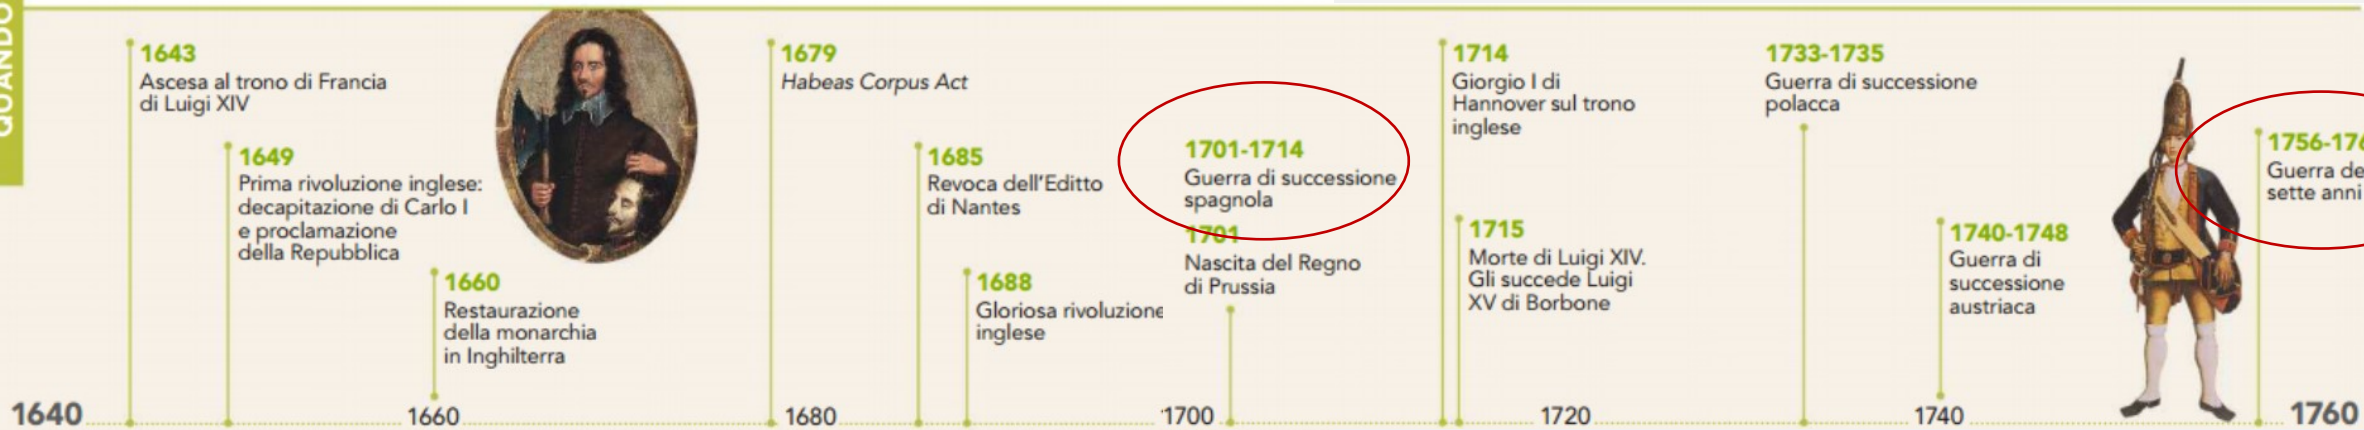 QUANDO
1643
Ascesa al trono di Francia
di Luigi XIV
1649
Prima rivoluzione inglese:
decapitazione di Carlo I
e proclamazione
della Repubblica
1660
Restaurazione
della monarchia
in Inghilterra
1679
Habeas Corpus Act
1685
Revoca dell'Editto
di Nantes
1688
Gloriosa rivoluzione
inglese
1701-1714
Guerra di successione
spagnola
1701
Nascita del Regno
di Prussia
1714
Giorgio I di
Hannover sul trono
inglese
1715
Morte di Luigi XIV.
Gli succede Luigi
XV di Borbone
1733-1735
Guerra di successione
polacca
1740-1748
Guerra di
successione
austriaca
1756-176
Guerra de
sette anni
1640
1660
1680
1700
1720
1740
1760